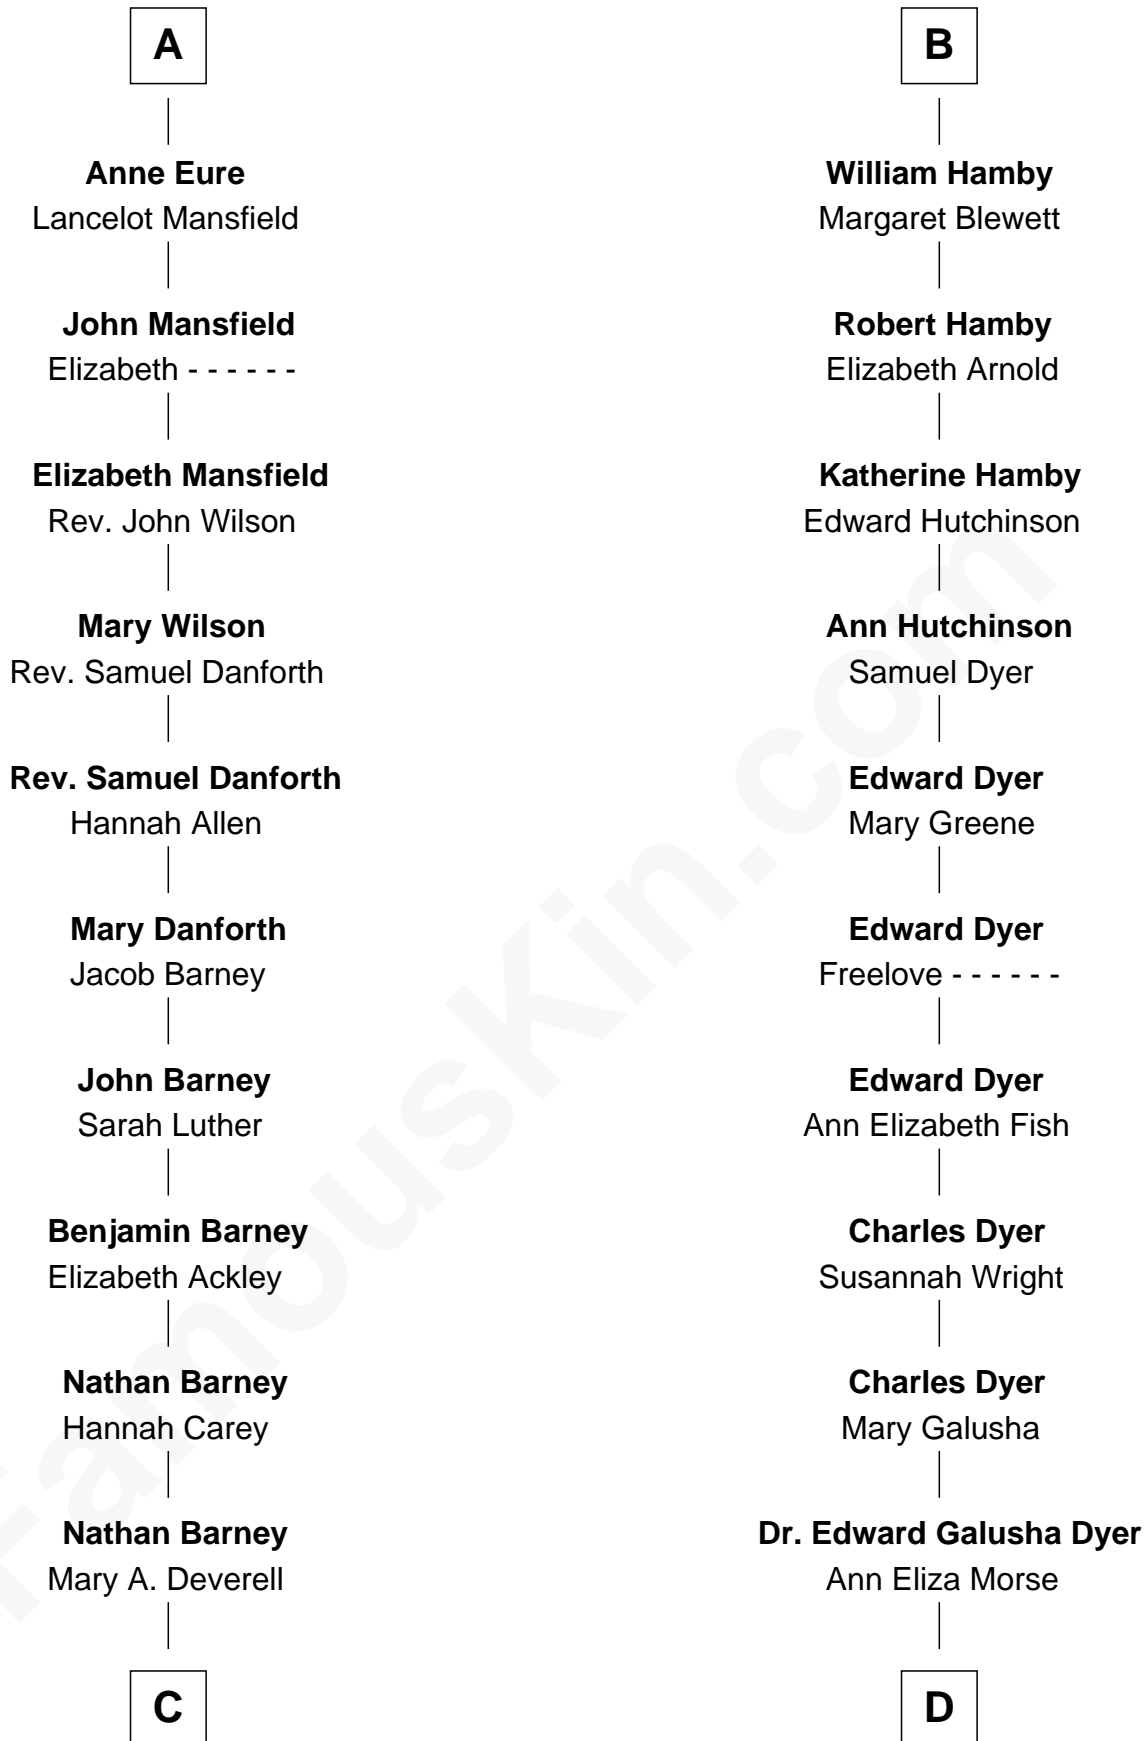 A
Anne Eure
Lancelot Mansfield
John Mansfield
Elizabeth - - - - - -
Elizabeth Mansfield
Rev. John Wilson
Mary Wilson
Rev. Samuel Danforth
Rev. Samuel Danforth
Hannah Allen
Mary Danforth
Jacob Barney
John Barney
Sarah Luther
Benjamin Barney
Elizabeth Ackley
Nathan Barney
Hannah Carey
Nathan Barney
Mary A. Deverell
C
B
William Hamby
Margaret Blewett
Robert Hamby
Elizabeth Arnold
Katherine Hamby
Edward Hutchinson
Ann Hutchinson
Samuel Dyer
Edward Dyer
Mary Greene
Edward Dyer
Freelove - - - - - -
Edward Dyer
Ann Elizabeth Fish
Charles Dyer
Susannah Wright
Charles Dyer
Mary Galusha
Dr. Edward Galusha Dyer
Ann Eliza Morse
D
FamousKin.com